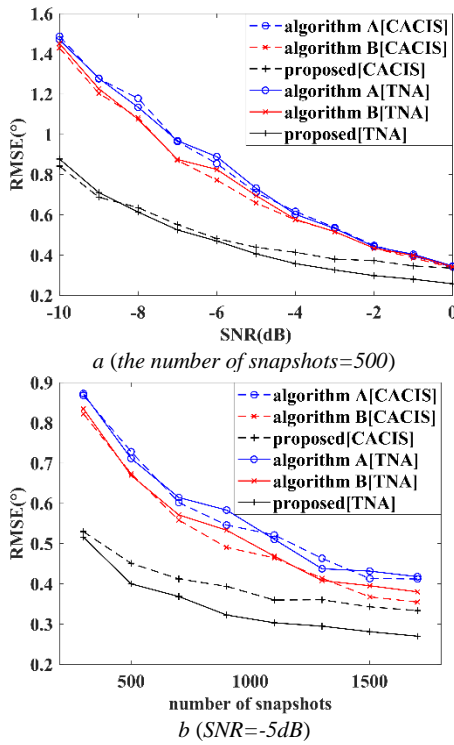 1.6
1.4
1.2
1
0.8
0.6
0.4
0.2
RMSE(°)
algorithm A[CACIS]
algorithm B[CACIS]
proposed[CACIS]
algorithm A[TNA]
algorithm B[TNA]
proposed[TNA]
-10 -8 -6 -4 -2 0
SNR(dB)
a (the number of snapshots=500)
0.9
0.8
0.7
0.6
0.5
0.4
0.3
0.2
RMSE(°)
algorithm A[CACIS]
algorithm B[CACIS]
proposed[CACIS]
algorithm A[TNA]
algorithm B[TNA]
proposed[TNA]
500 1000 1500
number of snapshots
b (SNR=-5dB)